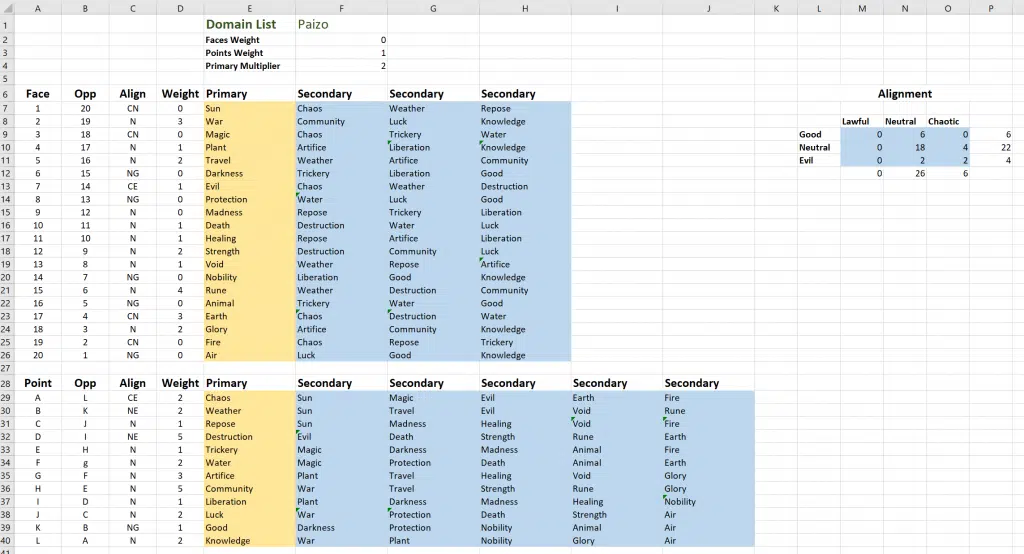 A B C D E F G H I J K L M N O P
1 Domain List Paizo
2 Faces Weight 0
3 Points Weight 1
4 Primary Multiplier 2
5
6 Face Opp Align Weight Primary Secondary Secondary Secondary Alignment
7 1 20 CN 0 Sun Chaos Weather Repose
8 2 19 N 3 War Community Luck Knowledge Lawful Neutral Chaotic
9 3 18 CN 0 Magic Chaos Trickery Water Good 0 6 0 6
10 4 17 N 1 Plant Artifice Liberation Knowledge Neutral 0 18 4 22
11 5 16 N 2 Travel Weather Artifice Community Evil 0 2 2 4
12 6 15 NG 0 Darkness Trickery Liberation Good 0 26 6
13 7 14 CE 1 Evil Chaos Weather Destruction
14 8 13 NG 0 Protection Water Luck Good
15 9 12 N 0 Madness Repose Trickery Liberation
16 10 11 N 1 Death Destruction Water Luck
17 11 10 N 1 Healing Repose Artifice Liberation
18 12 9 N 2 Strength Destruction Community Luck
19 13 8 N 1 Void Weather Repose Artifice
20 14 7 NG 0 Nobility Liberation Good Knowledge
21 15 6 N 4 Rune Weather Destruction Community
22 16 5 NG 0 Animal Trickery Water Good
23 17 4 CN 3 Earth Chaos Destruction Water
24 18 3 N 2 Glory Artifice Community Knowledge
25 19 2 CN 0 Fire Chaos Repose Trickery
26 20 1 NG 0 Air Luck Good Knowledge
27
28 Point Opp Align Weight Primary Secondary Secondary Secondary Secondary Secondary
29 A L CE 2 Chaos Sun Magic Evil Earth Fire
30 B K NE 2 Weather Sun Travel Evil Void Rune
31 C J N 1 Repose Sun Madness Healing Void Fire
32 D I NE 5 Destruction Evil Death Strength Rune Earth
33 E H N 1 Trickery Magic Darkness Madness Animal Fire
34 F g N 2 Water Magic Protection Death Animal Earth
35 G F N 3 Artifice Plant Travel Healing Void Glory
36 H E N 5 Community War Travel Strength Rune Glory
37 I D N 1 Liberation Plant Darkness Madness Healing Nobility
38 J C N 2 Luck War Protection Death Strength Air
39 K B NG 1 Good Darkness Protection Nobility Animal Air
40 L A N 2 Knowledge War Plant Nobility Glory Air